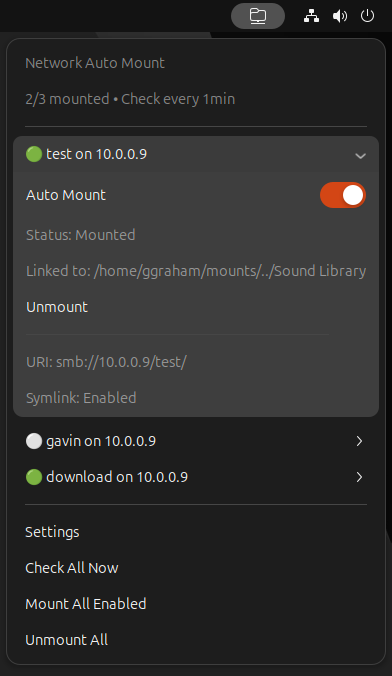 Network Auto Mount
2/3 mounted • Check every 1min
test on 10.0.0.9
Auto Mount
Status: Mounted
Linked to: /home/ggraham/mounts/../Sound Library
Unmount
URI: smb://10.0.0.9/test/
Symlink: Enabled
gavin on 10.0.0.9
download on 10.0.0.9
Settings
Check All Now
Mount All Enabled
Unmount All